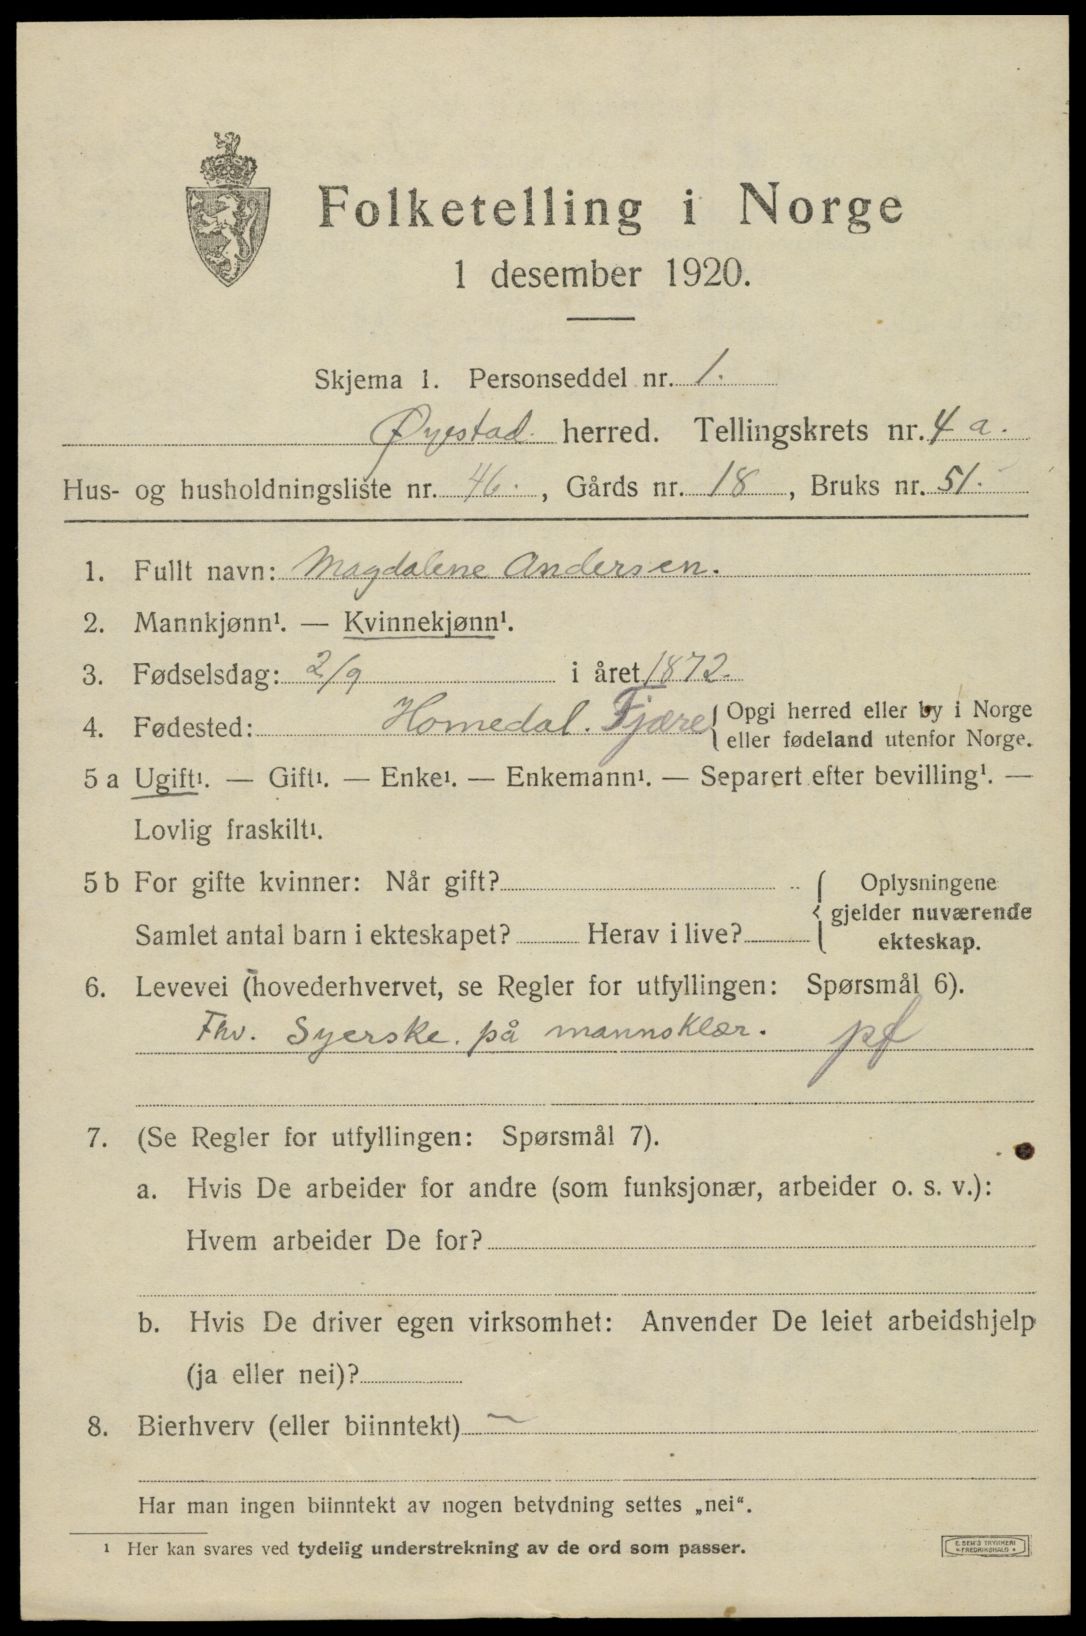 Folketelling i Norge
1 desember 1920.
Skjema 1. Personseddel nr. 1.
Øyestad herred. Tellingskrets nr. 4 a.
Hus- og husholdningsliste nr. 46., Gårds nr. 18, Bruks nr. 51.
1. Fullt navn: Magdalene Andersen.
2. Mannkjønn¹. — Kvinnekjønn¹.
3. Fødselsdag: 2/9 i året 1872.
4. Fødested: Homedal. Fjære { Opgi herred eller by i Norge
eller fødeland utenfor Norge.
5 a Ugift¹. — Gift¹. — Enke¹. — Enkemann¹. — Separert efter bevilling¹. —
Lovlig fraskilt¹.
5 b For gifte kvinner: Når gift?
Samlet antal barn i ekteskapet? Herav i live?
{ Oplysningene
gjelder nuværende
ekteskap.
6. Levevei (hovederhvervet, se Regler for utfyllingen: Spørsmål 6).
Fhv. Syerske. på mannsklær. pf
7. (Se Regler for utfyllingen: Spørsmål 7).
a. Hvis De arbeider for andre (som funksjonær, arbeider o. s. v.):
Hvem arbeider De for?
b. Hvis De driver egen virksomhet: Anvender De leiet arbeidshjelp
(ja eller nei)?
8. Bierhverv (eller biinntekt) —
Har man ingen biinntekt av nogen betydning settes „nei“.
¹ Her kan svares ved tydelig understrekning av de ord som passer.
E. SEM'S TRYKKERI
FREDRIKSHALD